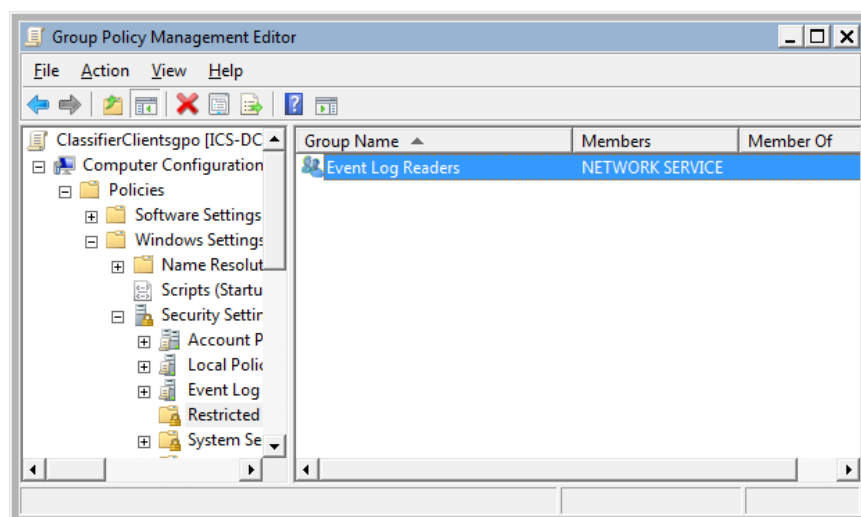 Group Policy Management Editor
File Action View Help
ClassifierClientsgpo [ICS-DC
Computer Configuration
Policies
Software Settings
Windows Settings
Name Resolut
Scripts (Startu
Security Settin
Account P
Local Polic
Event Log
Restricted
System Se
Group Name Members Member Of
Event Log Readers NETWORK SERVICE